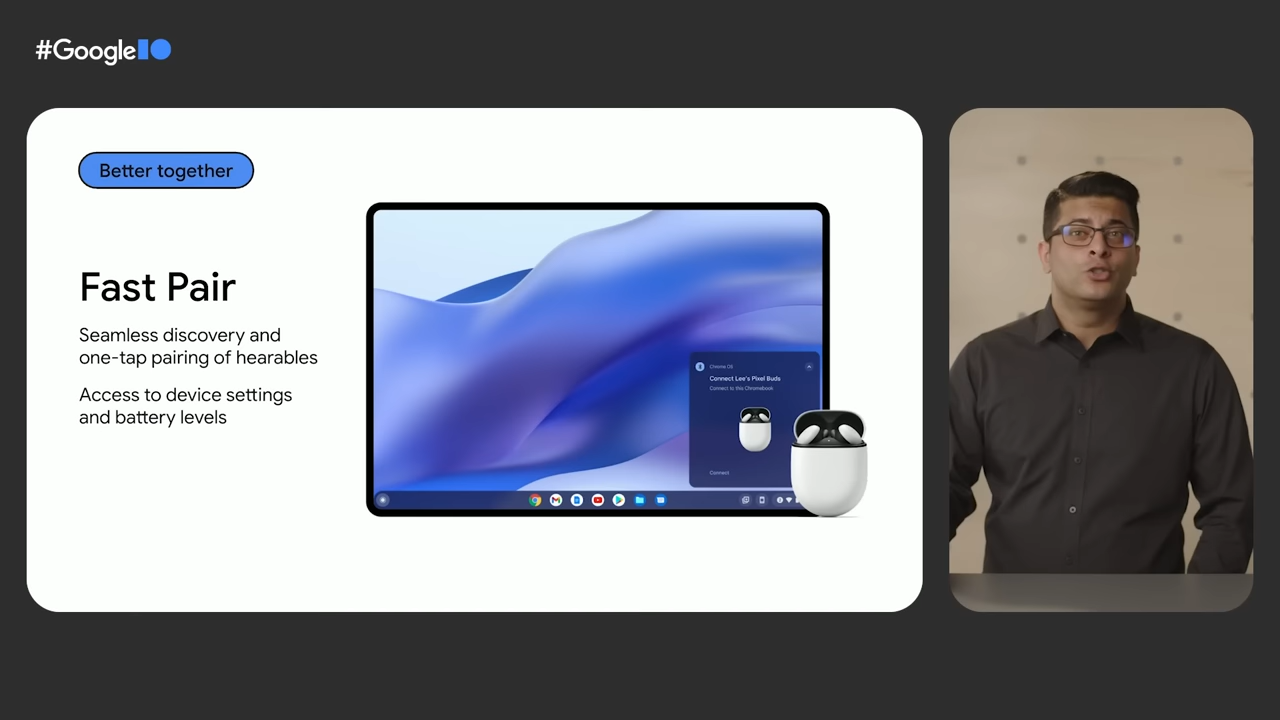 #GoogleIO
Better together
Fast Pair
Seamless discovery and
one-tap pairing of hearables
Access to device settings
and battery levels
Chrome OS
Connect Lee's Pixel Buds
Connect to this Chromebook
Connect